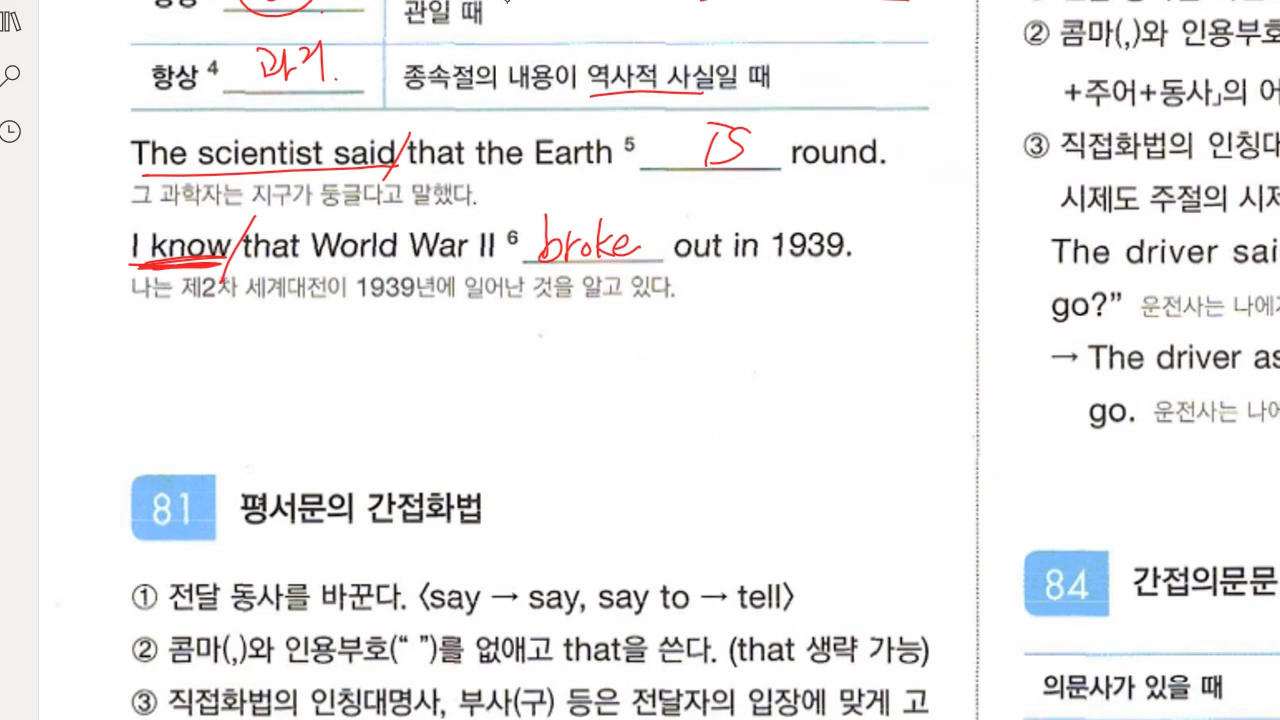 관일 때
항상 4 과거. 종속절의 내용이 역사적 사실일 때
The scientist said/that the Earth 5 is round.
그 과학자는 지구가 둥글다고 말했다.
I know/that World War II 6 broke out in 1939.
나는 제2차 세계대전이 1939년에 일어난 것을 알고 있다.
81 평서문의 간접화법
① 전달 동사를 바꾼다. 〈say → say, say to → tell〉
② 콤마(,)와 인용부호(“ ”)를 없애고 that을 쓴다. (that 생략 가능)
③ 직접화법의 인칭대명사, 부사(구) 등은 전달자의 입장에 맞게 고
② 콤마(,)와 인용부호
+주어+동사」의 어
③ 직접화법의 인칭대
시제도 주절의 시제
The driver sai
go?” 운전사는 나에게
→ The driver as
go. 운전사는 나에
84 간접의문문
의문사가 있을 때